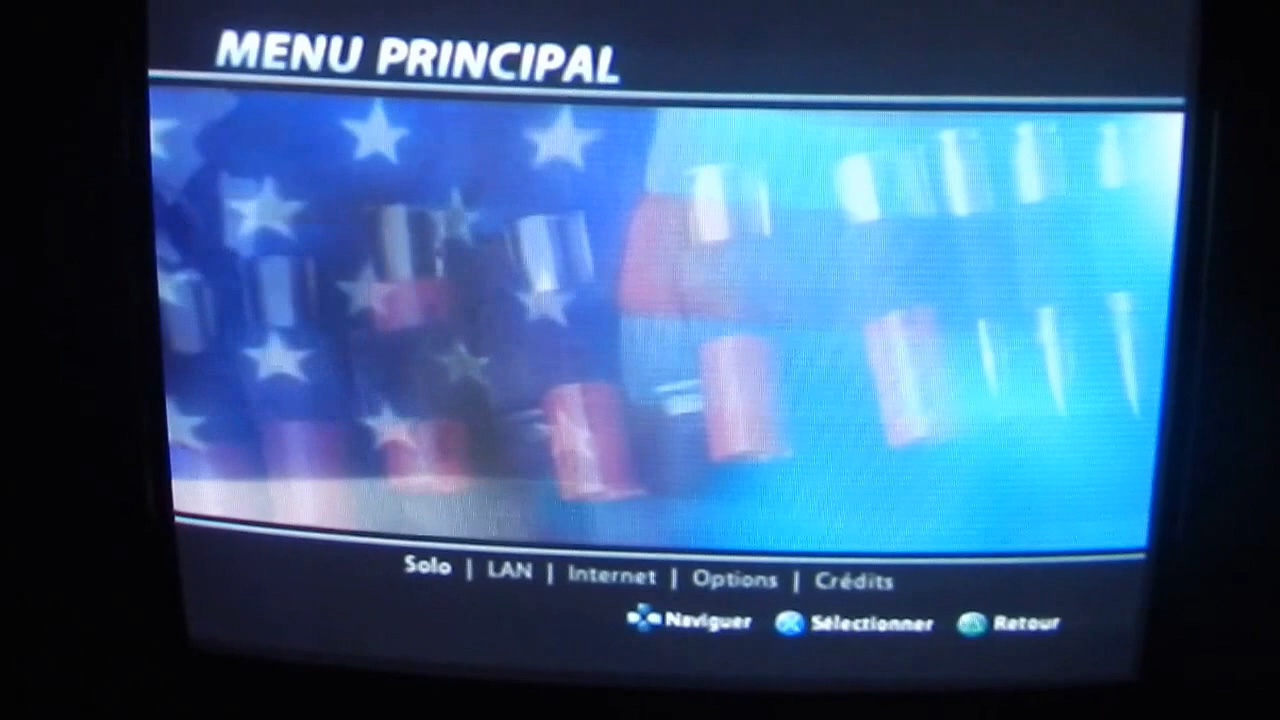 MENU PRINCIPAL
Solo | LAN | Internet | Options | Crédits
Naviguer Sélectionner Retour